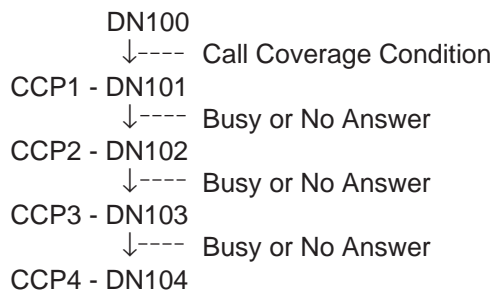 DN100
↓---- Call Coverage Condition
CCP1 - DN101
↓---- Busy or No Answer
CCP2 - DN102
↓---- Busy or No Answer
CCP3 - DN103
↓---- Busy or No Answer
CCP4 - DN104